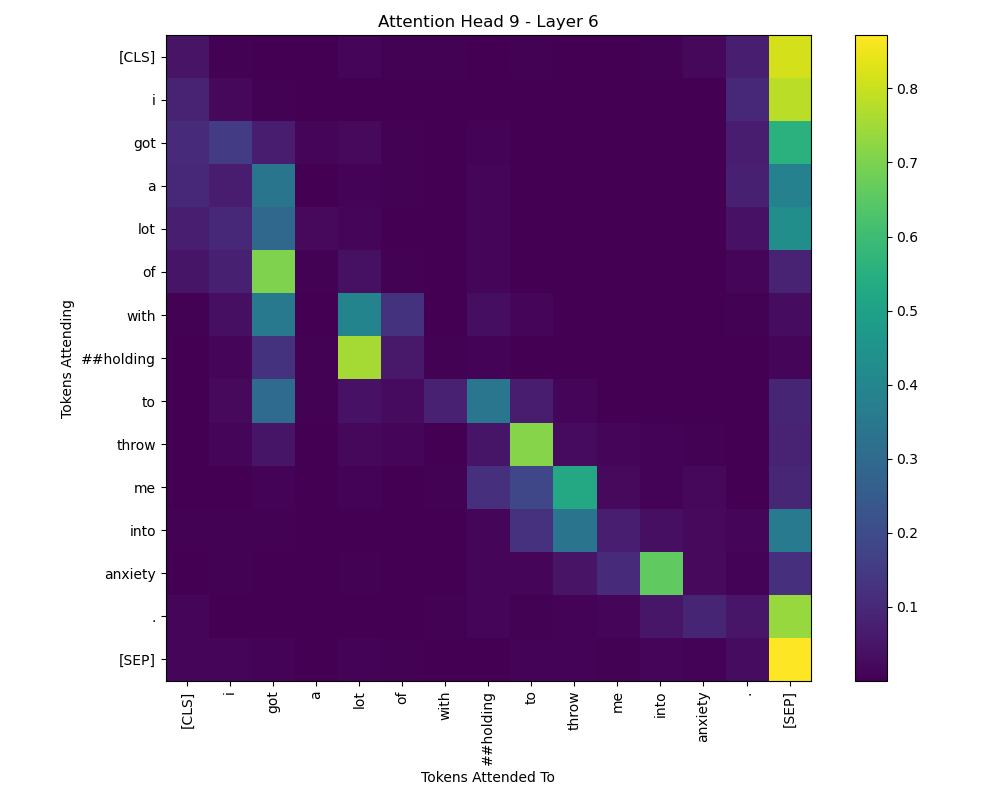 Attention Head 9 - Layer 6
Tokens Attending
[CLS]
i
got
a
lot
of
with
##holding
to
throw
me
into
anxiety
.
[SEP]
[CLS]
i
got
a
lot
of
with
##holding
to
throw
me
into
anxiety
.
[SEP]
Tokens Attended To
0.8
0.7
0.6
0.5
0.4
0.3
0.2
0.1